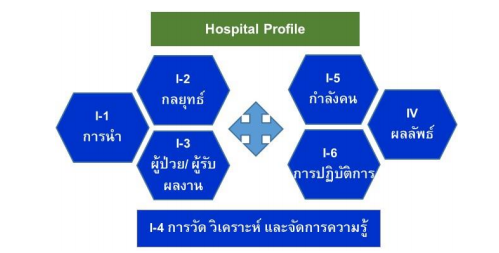 Hospital Profile
I-1
การนำ
I-2
กลยุทธ์
I-3
ผู้ป่วย/ ผู้รับ
ผลงาน
I-5
กำลังคน
I-6
การปฏิบัติการ
IV
ผลลัพธ์
I-4 การวัด วิเคราะห์ และจัดการความรู้